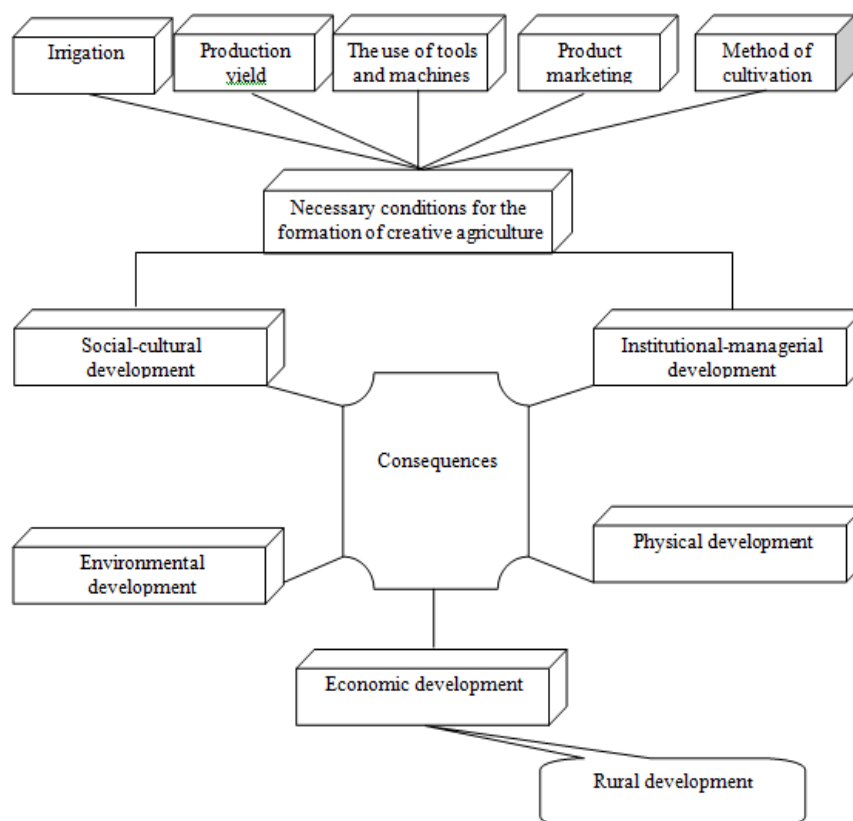 Irrigation
Production
yield
The use of tools
and machines
Product
marketing
Method of
cultivation
Necessary conditions for the
formation of creative agriculture
Social-cultural
development
Institutional-managerial
development
Consequences
Environmental
development
Physical development
Economic development
Rural development